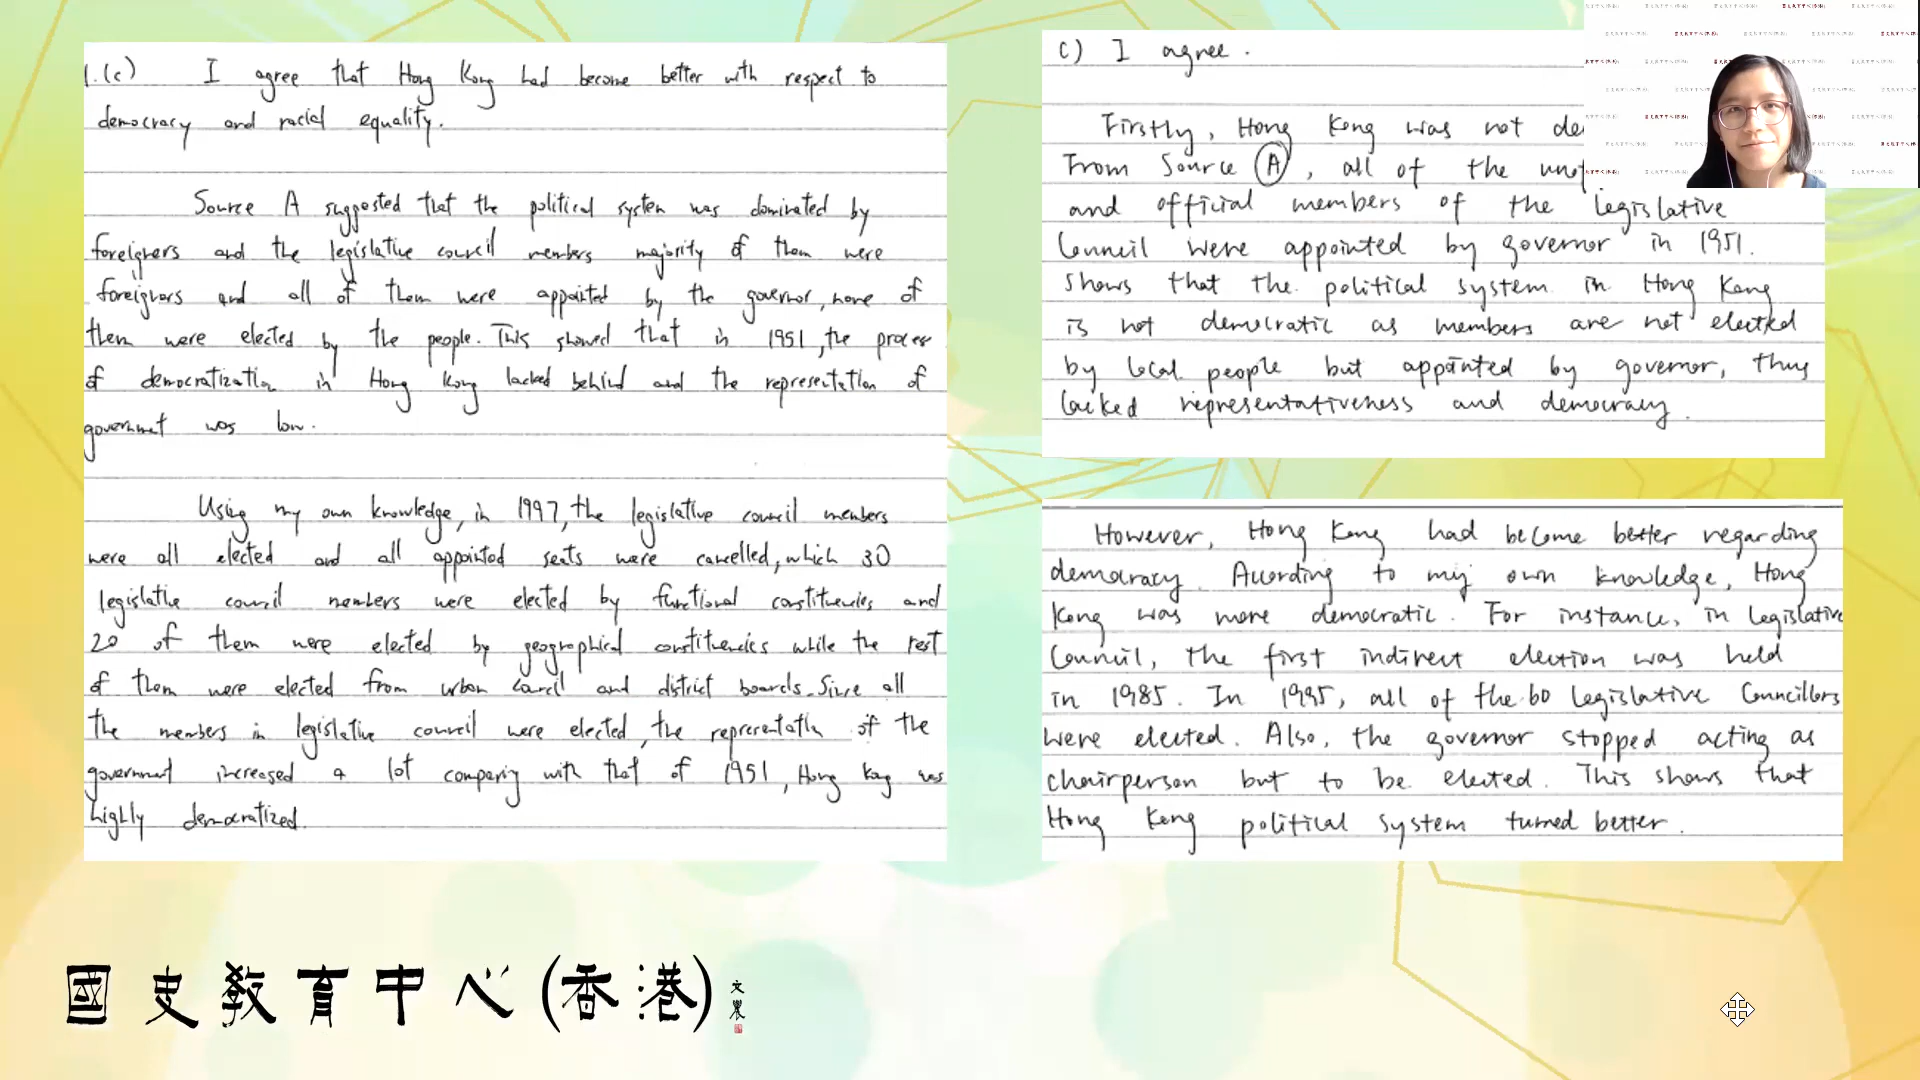 1.(c) I agree that Hong Kong had become better with respect to
democracy and racial equality.
Source A suggested that the political system was dominated by
foreigners and the legislative council members majority of them were
foreigners and all of them were appointed by the governor, none of
them were elected by the people. This showed that in 1951, the process
of democratization in Hong Kong lacked behind and the representation of
government was low.
Using my own knowledge, in 1997, the legislative council members
were all elected and all appointed seats were cancelled, which 30
legislative council members were elected by functional constituencies and
20 of them were elected by geographical constituencies while the rest
of them were elected from urban council and district boards. Since all
the members in legislative council were elected, the representation of the
government increased a lot comparing with that of 1951, Hong Kong was
highly democratized.
c) I agree.
Firstly, Hong Kong was not de
From Source A, all of the unof
and official members of the legislative
Council were appointed by governor in 1951.
Shows that the political system in Hong Kong
is not democratic as members are not elected
by local people but appointed by governor, thus
lacked representativeness and democracy.
However, Hong Kong had become better regarding
democracy. According to my own knowledge, Hong
Kong was more democratic. For instance, in legislative
Council, the first indirect election was held
in 1985. In 1995, all of the 60 legislative Councillors
were elected. Also, the governor stopped acting as
chairperson but to be elected. This shows that
Hong Kong political system turned better.
國史教育中心(香港)